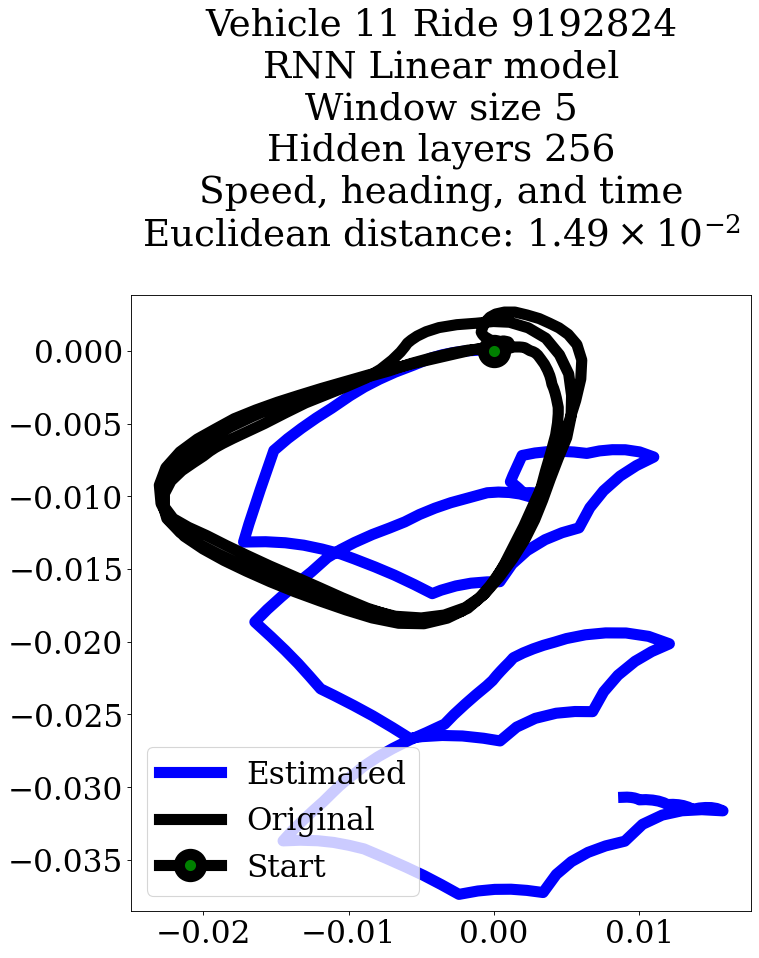 Vehicle 11 Ride 9192824
RNN Linear model
Window size 5
Hidden layers 256
Speed, heading, and time
Euclidean distance: 1.49 × 10⁻²
0.000
−0.005
−0.010
−0.015
−0.020
−0.025
−0.030
−0.035
Estimated
Original
Start
−0.02 −0.01 0.00 0.01